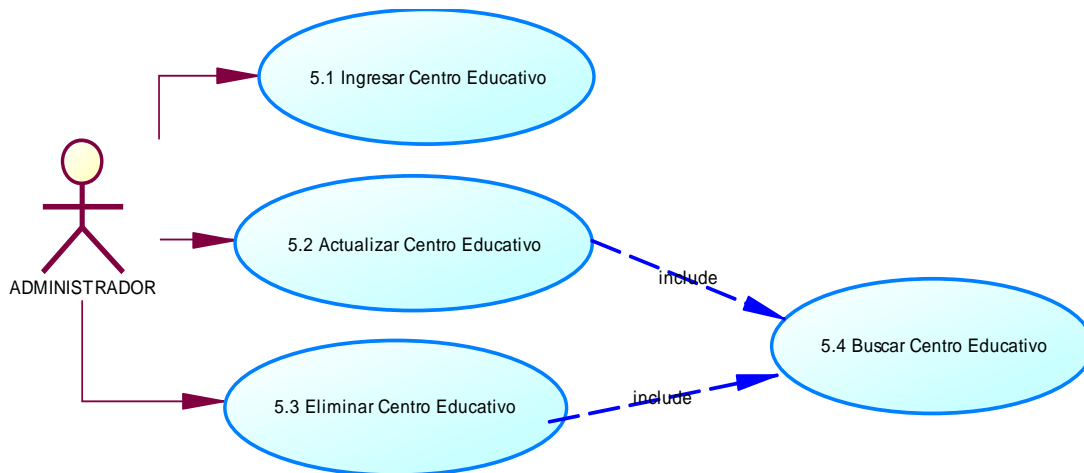 5.1 Ingresar Centro Educativo
5.2 Actualizar Centro Educativo
include
ADMINISTRADOR
5.4 Buscar Centro Educativo
5.3 Eliminar Centro Educativo
include